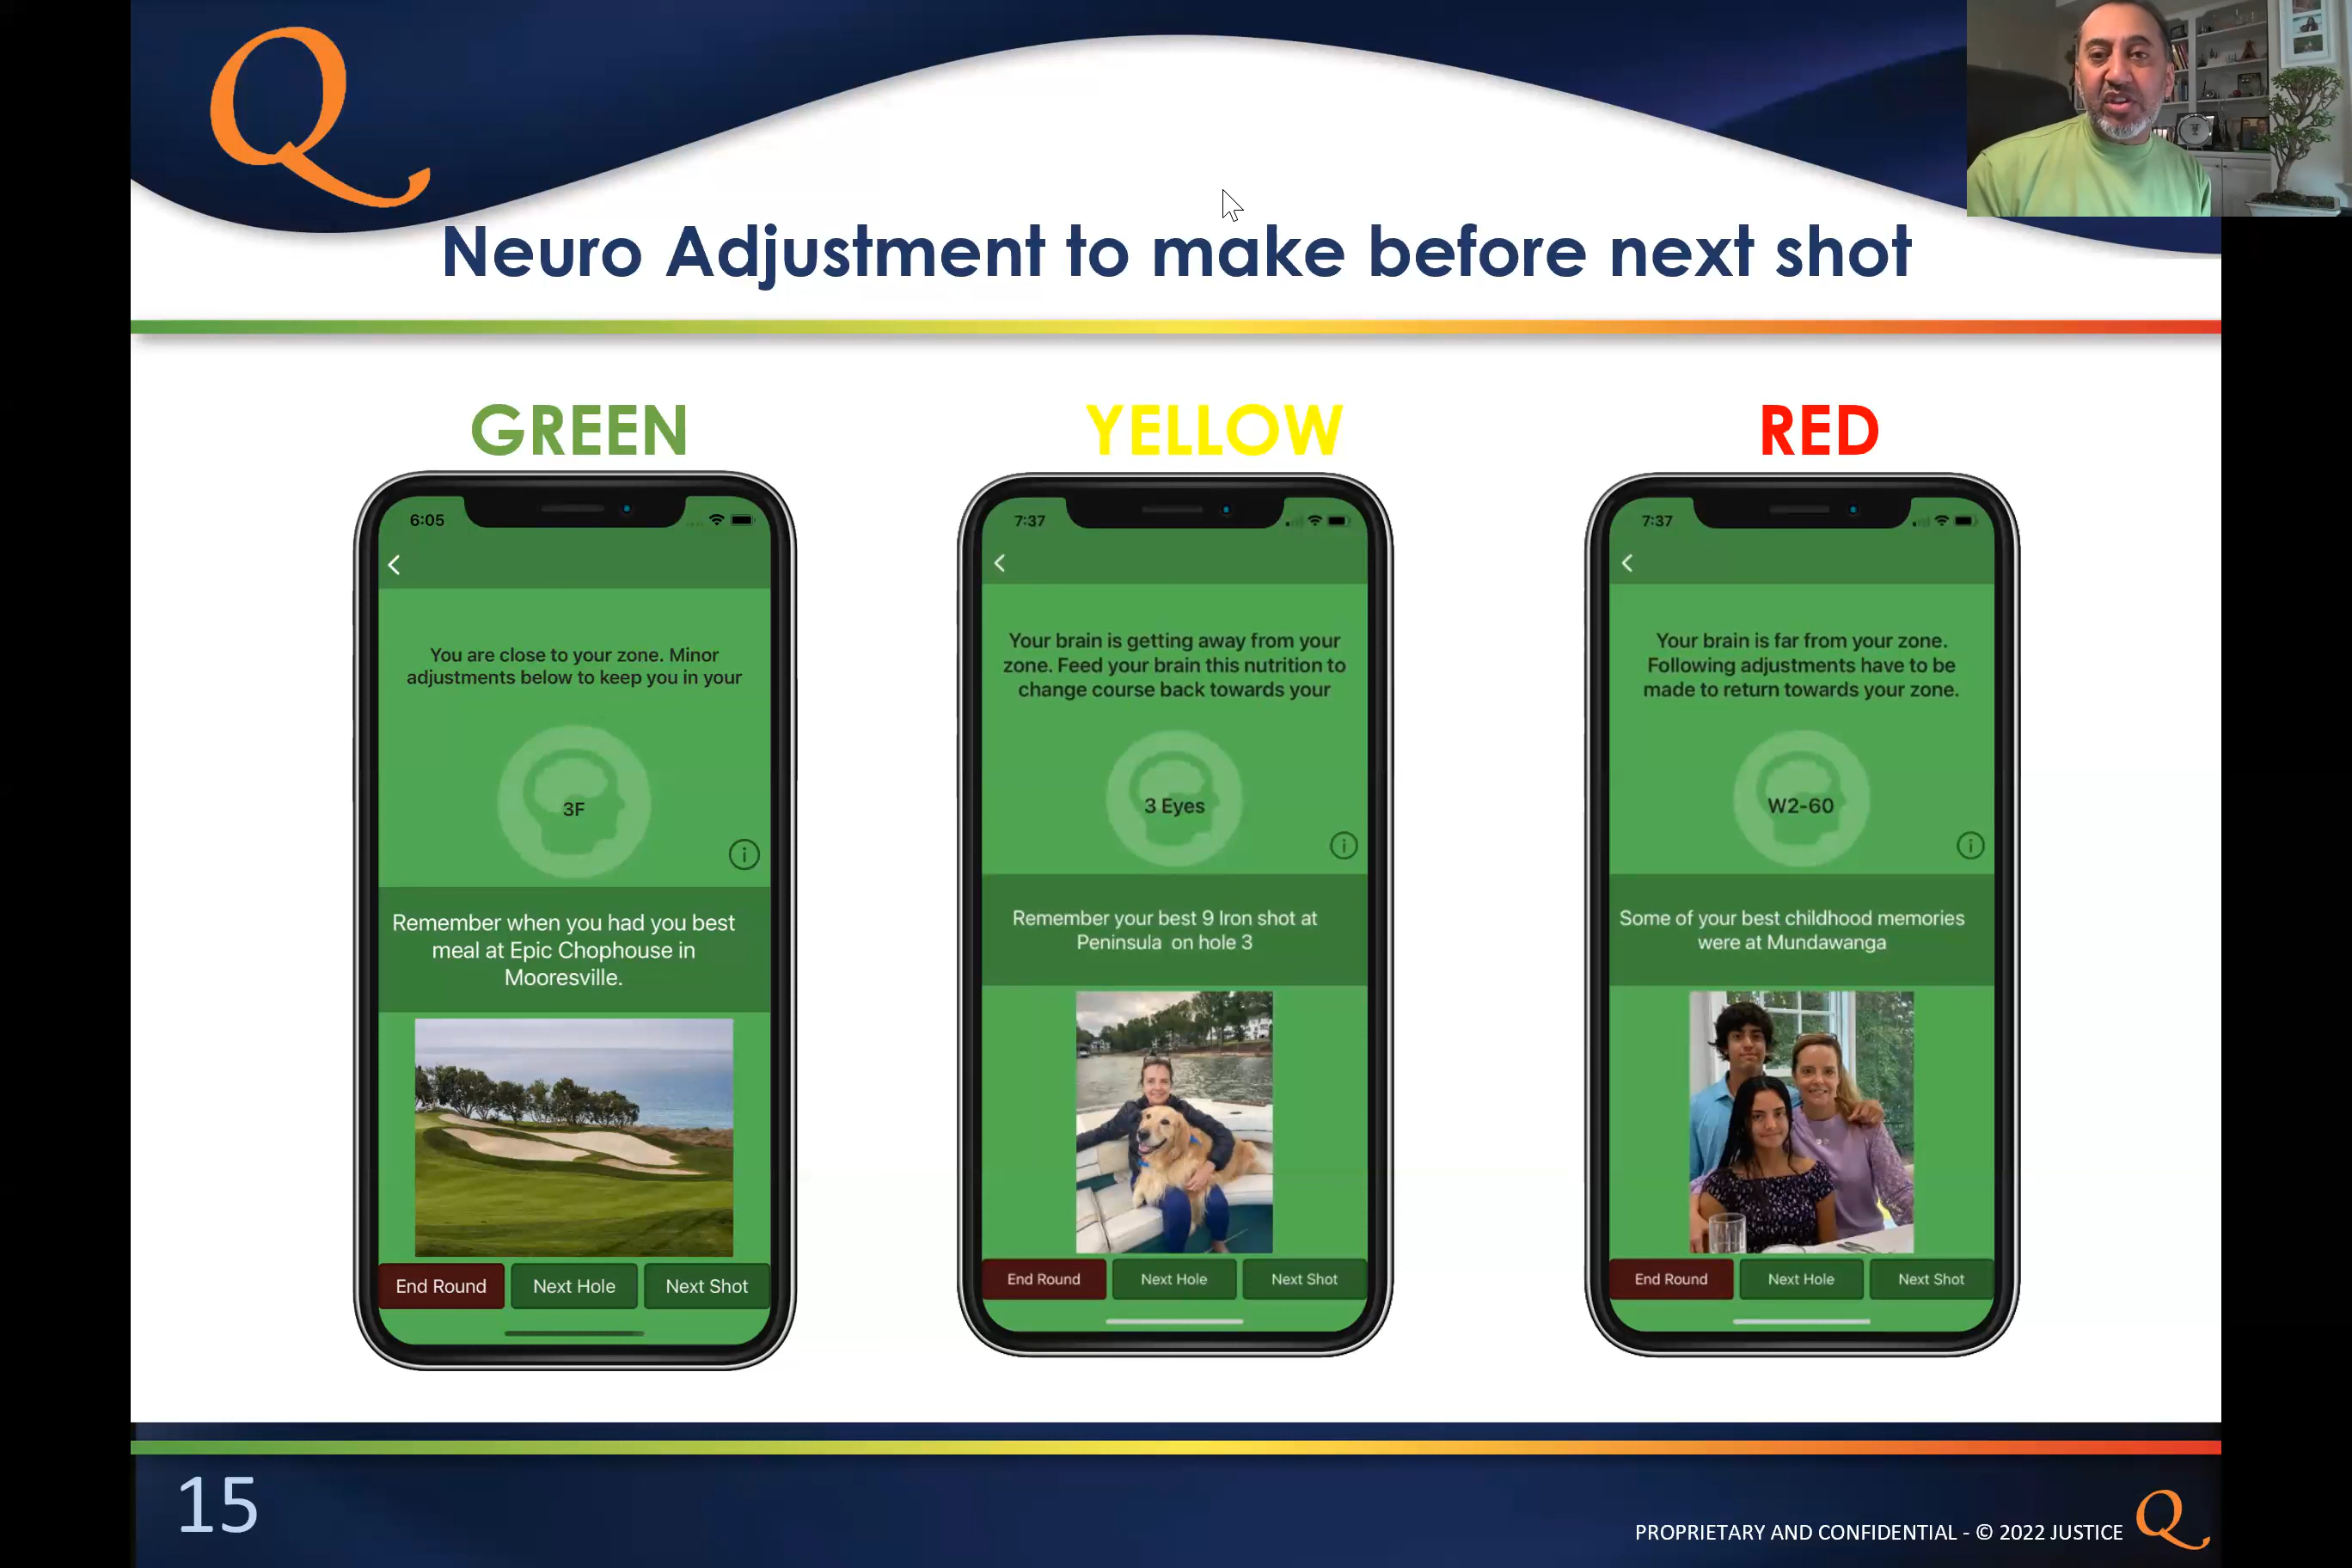 Q
Neuro Adjustment to make before next shot
GREEN
6:05
You are close to your zone. Minor
adjustments below to keep you in your
3F
Remember when you had you best
meal at Epic Chophouse in
Mooresville.
End Round Next Hole Next Shot
YELLOW
7:37
Your brain is getting away from your
zone. Feed your brain this nutrition to
change course back towards your
3 Eyes
Remember your best 9 Iron shot at
Peninsula on hole 3
End Round Next Hole Next Shot
RED
7:37
Your brain is far from your zone.
Following adjustments have to be
made to return towards your zone.
W2-60
Some of your best childhood memories
were at Mundawanga
End Round Next Hole Next Shot
15
PROPRIETARY AND CONFIDENTIAL - © 2022 JUSTICE Q